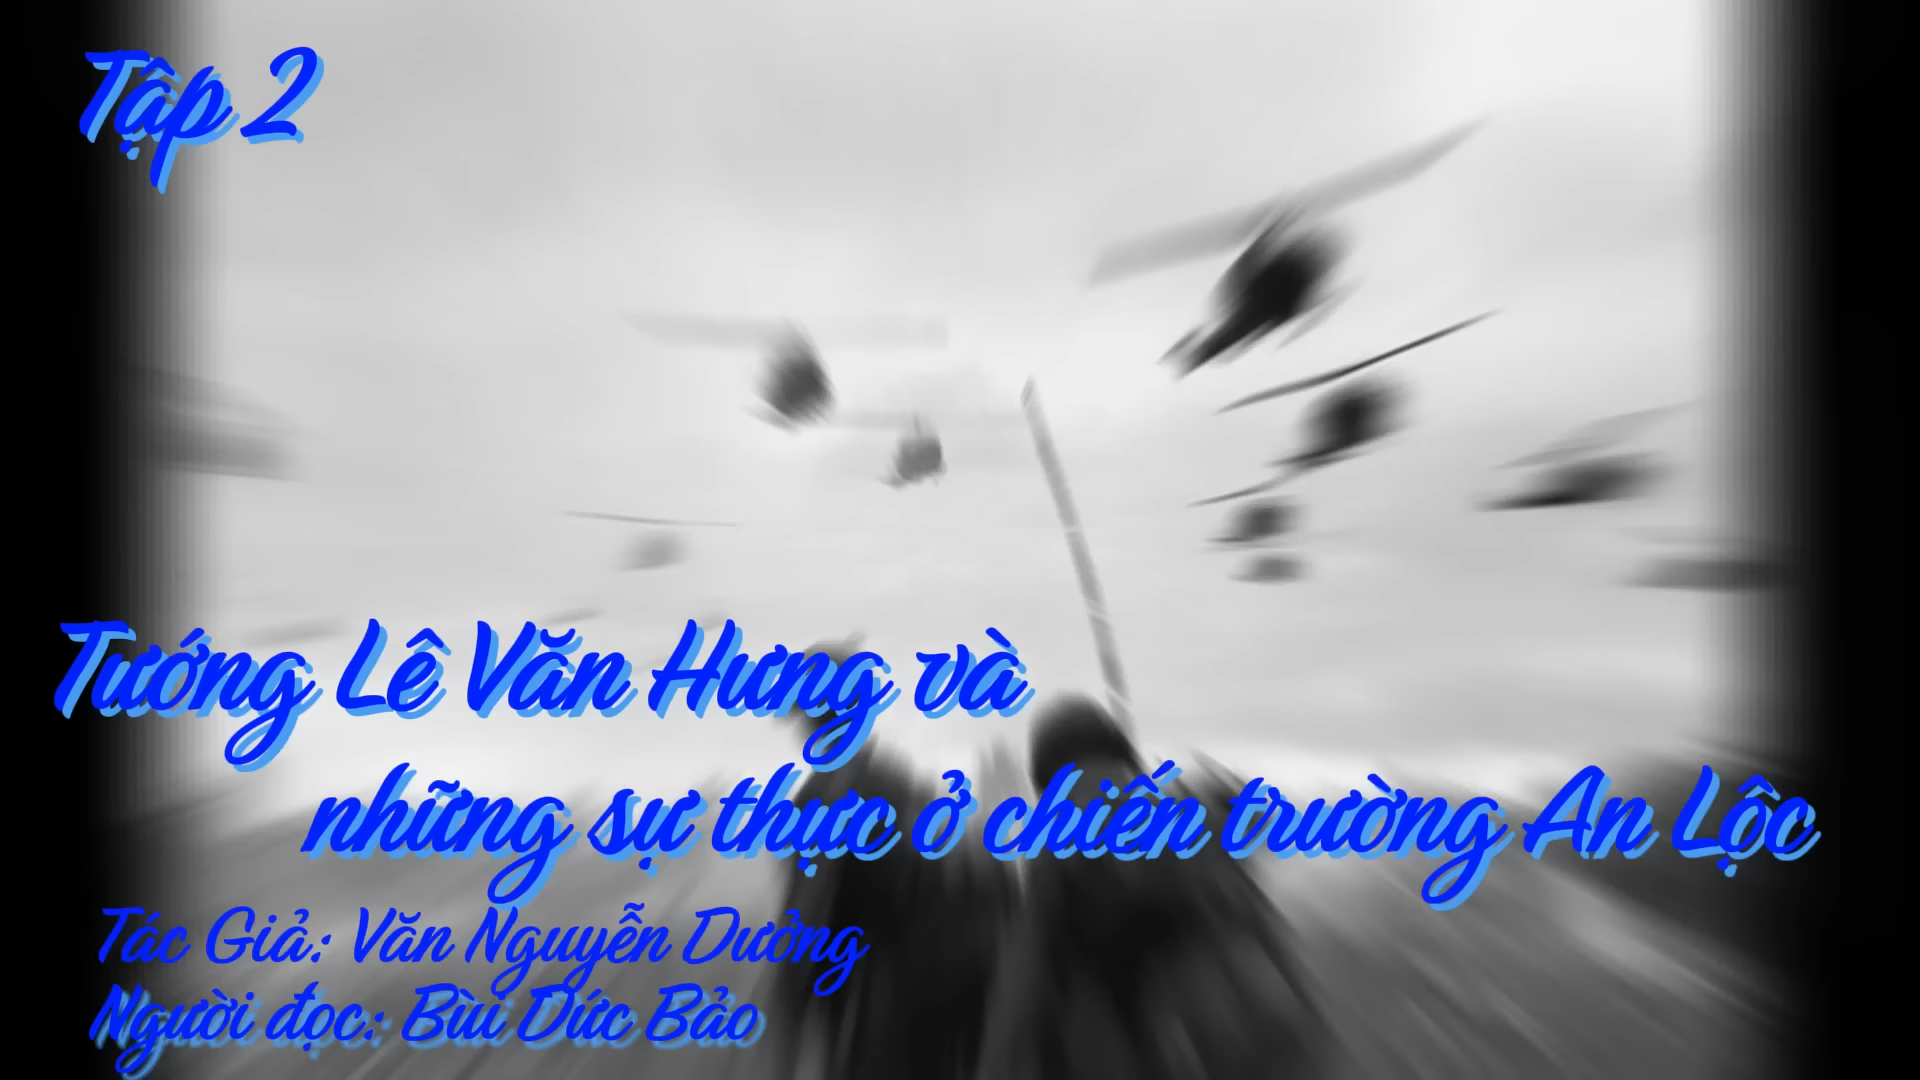 Tập 2
Tướng Lê Văn Hưng và
những sự thực ở chiến trường An Lộc
Tác Giả: Văn Nguyễn Dưỡng
Người đọc: Bùi Đức Bảo